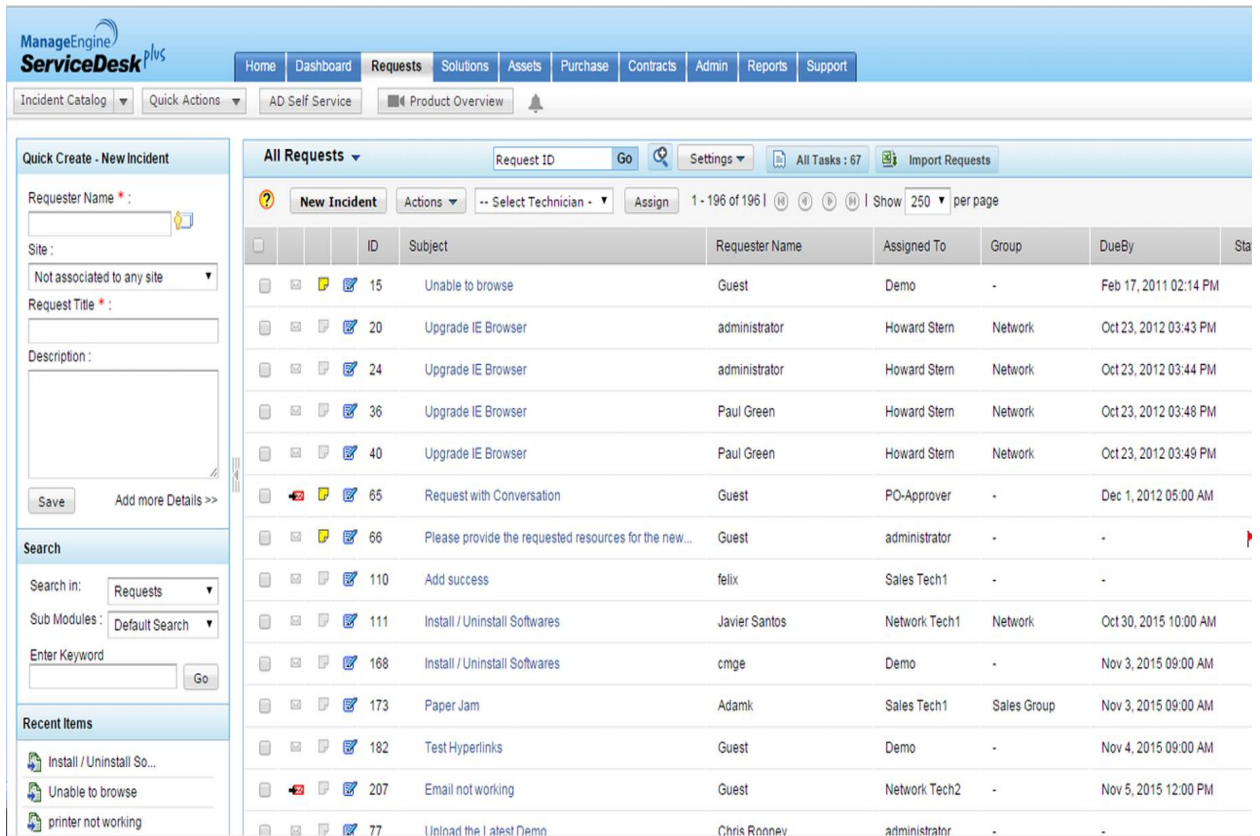 ManageEngine
ServiceDesk Plus
Home Dashboard Requests Solutions Assets Purchase Contracts Admin Reports Support
Incident Catalog Quick Actions AD Self Service Product Overview
Quick Create - New Incident
Requester Name * :
Site :
Not associated to any site
Request Title * :
Description :
Save Add more Details >>
Search
Search in: Requests
Sub Modules : Default Search
Enter Keyword
Go
Recent Items
Install / Uninstall So...
Unable to browse
printer not working
All Requests Request ID Go Settings All Tasks : 67 Import Requests
New Incident Actions -- Select Technician - Assign 1 - 196 of 196 | | Show 250 per page
ID Subject Requester Name Assigned To Group DueBy Sta
15 Unable to browse Guest Demo - Feb 17, 2011 02:14 PM
20 Upgrade IE Browser administrator Howard Stern Network Oct 23, 2012 03:43 PM
24 Upgrade IE Browser administrator Howard Stern Network Oct 23, 2012 03:44 PM
36 Upgrade IE Browser Paul Green Howard Stern Network Oct 23, 2012 03:48 PM
40 Upgrade IE Browser Paul Green Howard Stern Network Oct 23, 2012 03:49 PM
65 Request with Conversation Guest PO-Approver - Dec 1, 2012 05:00 AM
66 Please provide the requested resources for the new... Guest administrator - -
110 Add success felix Sales Tech1 - -
111 Install / Uninstall Softwares Javier Santos Network Tech1 Network Oct 30, 2015 10:00 AM
168 Install / Uninstall Softwares cmge Demo - Nov 3, 2015 09:00 AM
173 Paper Jam Adamk Sales Tech1 Sales Group Nov 3, 2015 09:00 AM
182 Test Hyperlinks Guest Demo - Nov 4, 2015 09:00 AM
207 Email not working Guest Network Tech2 - Nov 5, 2015 12:00 PM
77 Upload the Latest Demo Chris Rooney administrator - -